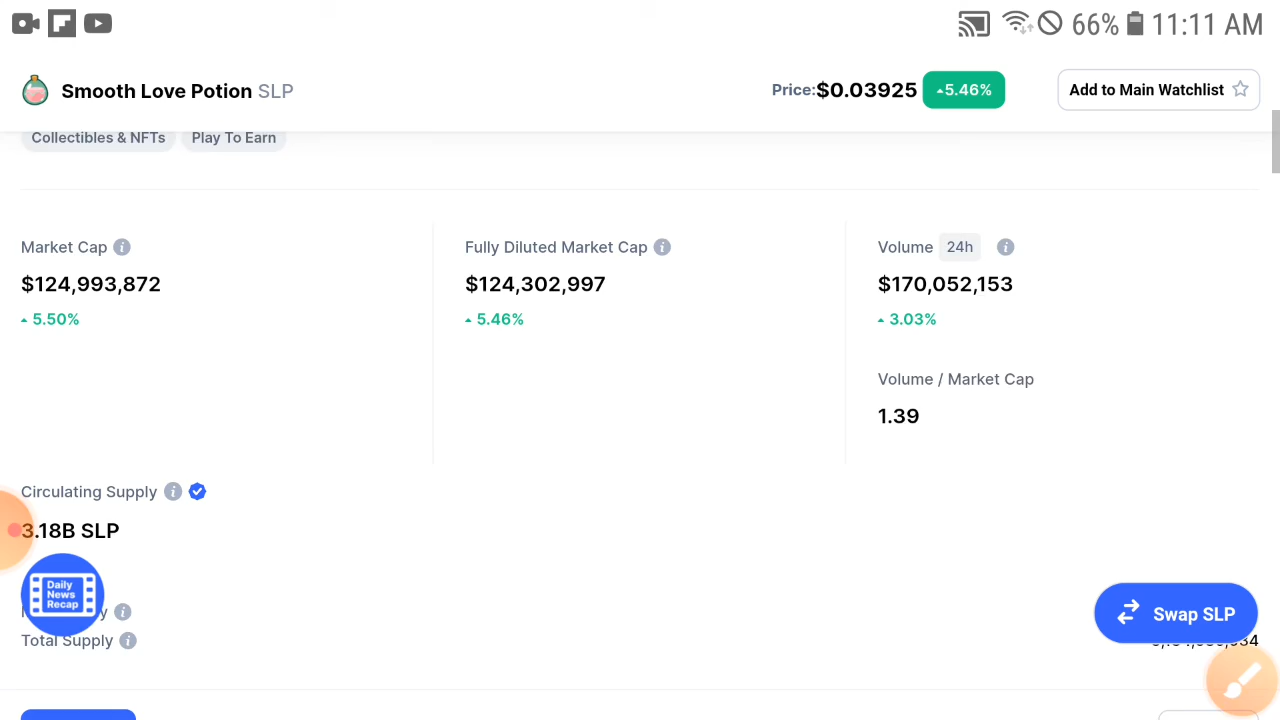 66% 11:11 AM
Smooth Love Potion SLP
Price:$0.03925 5.46% Add to Main Watchlist
Collectibles & NFTs Play To Earn
Market Cap Fully Diluted Market Cap Volume 24h
$124,993,872 $124,302,997 $170,052,153
5.50% 5.46% 3.03%
Volume / Market Cap
1.39
Circulating Supply
3.18B SLP
Daily
News
Recap
Swap SLP
Total Supply